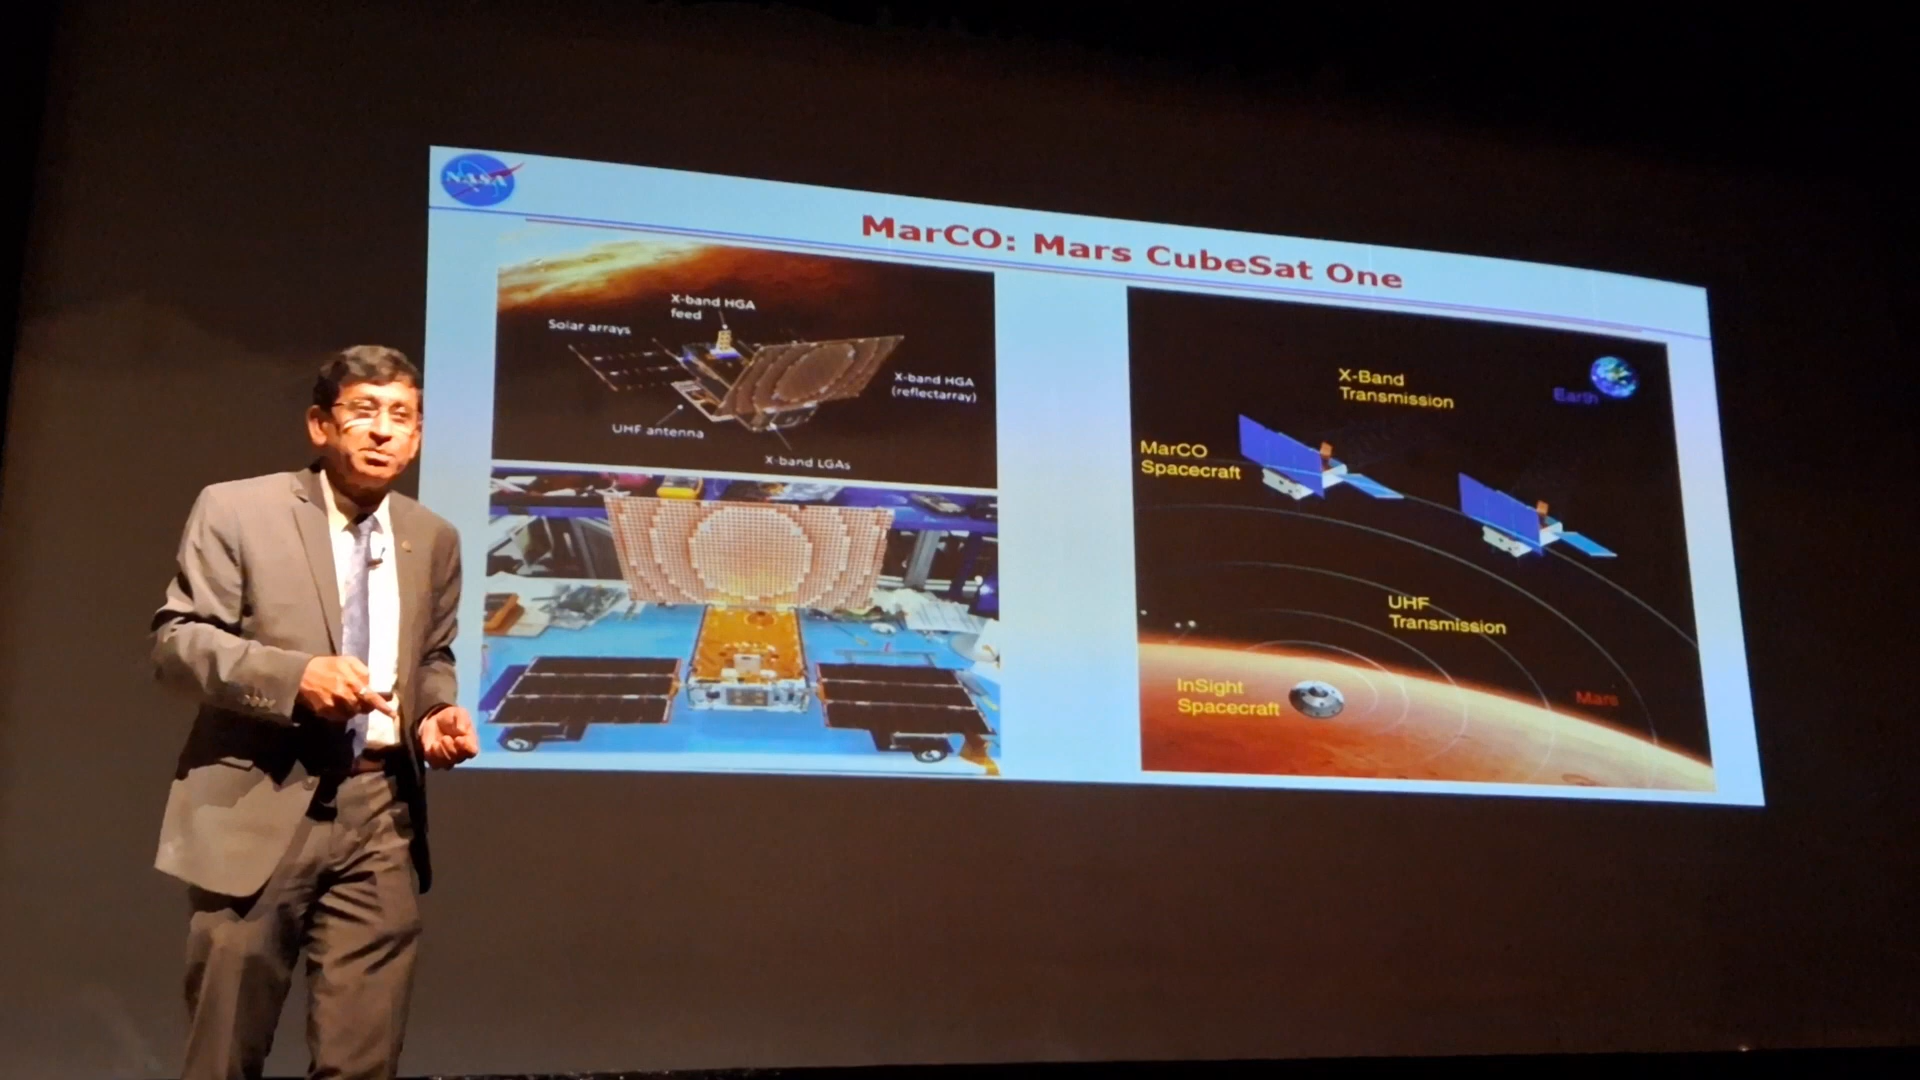 NASA
MarCO: Mars CubeSat One
X-band HGA
feed
Solar arrays
X-band HGA
(reflectarray)
UHF antenna
X-band LGAs
X-Band
Transmission
Earth
MarCO
Spacecraft
UHF
Transmission
InSight
Spacecraft
Mars